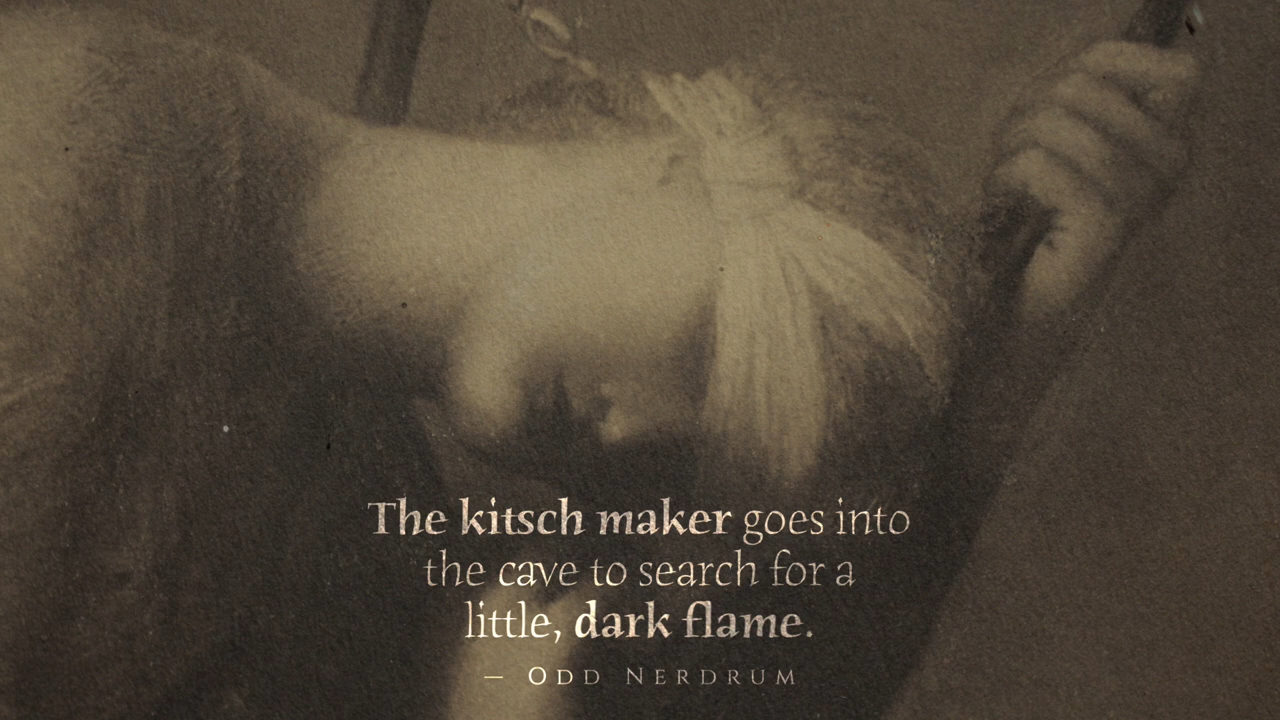 The kitsch maker goes into
the cave to search for a
little, dark flame.
— Odd Nerdrum